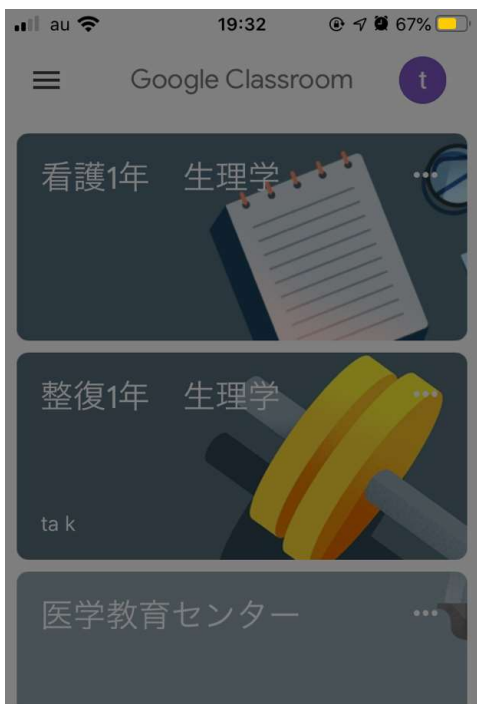 au 19:32 67%
Google Classroom t
看護1年　生理学
整復1年　生理学
ta k
医学教育センター